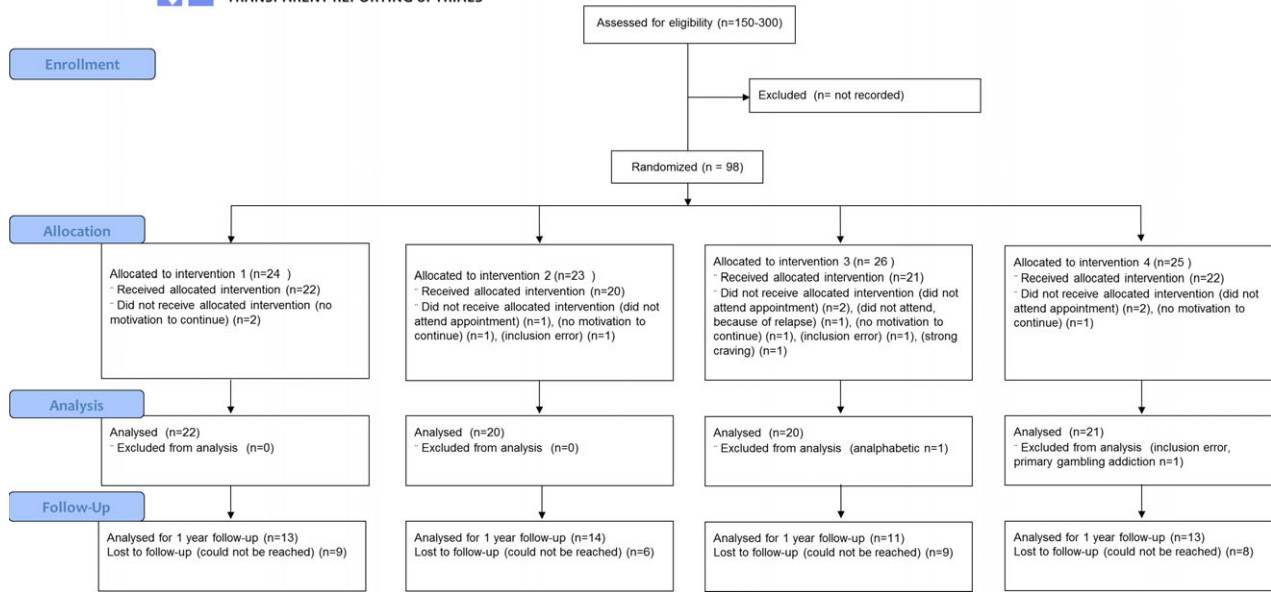 TRANSPARENT REPORTING OF TRIALS
Assessed for eligibility (n=150-300)
Enrollment
Excluded (n= not recorded)
Randomized (n = 98)
Allocation
Allocated to intervention 1 (n=24 )
⁻ Received allocated intervention (n=22)
⁻ Did not receive allocated intervention (no
motivation to continue) (n=2)
Allocated to intervention 2 (n=23 )
⁻ Received allocated intervention (n=20)
⁻ Did not receive allocated intervention (did not
attend appointment) (n=1), (no motivation to
continue) (n=1), (inclusion error) (n=1)
Allocated to intervention 3 (n= 26)
⁻ Received allocated intervention (n=21)
⁻ Did not receive allocated intervention (did not
attend appointment) (n=2), (did not attend,
because of relapse) (n=1), (no motivation to
continue) (n=1), (inclusion error) (n=1), (strong
craving) (n=1)
Allocated to intervention 4 (n=25)
⁻ Received allocated intervention (n=22)
⁻ Did not receive allocated intervention (did not
attend appointment) (n=2), (no motivation to
continue) (n=1)
Analysis
Analysed (n=22)
⁻ Excluded from analysis (n=0)
Analysed (n=20)
⁻ Excluded from analysis (n=0)
Analysed (n=20)
⁻ Excluded from analysis (analphabetic n=1)
Analysed (n=21)
⁻ Excluded from analysis (inclusion error,
primary gambling addiction n=1)
Follow-Up
Analysed for 1 year follow-up (n=13)
Lost to follow-up (could not be reached) (n=9)
Analysed for 1 year follow-up (n=14)
Lost to follow-up (could not be reached) (n=6)
Analysed for 1 year follow-up (n=11)
Lost to follow-up (could not be reached) (n=9)
Analysed for 1 year follow-up (n=13)
Lost to follow-up (could not be reached) (n=8)